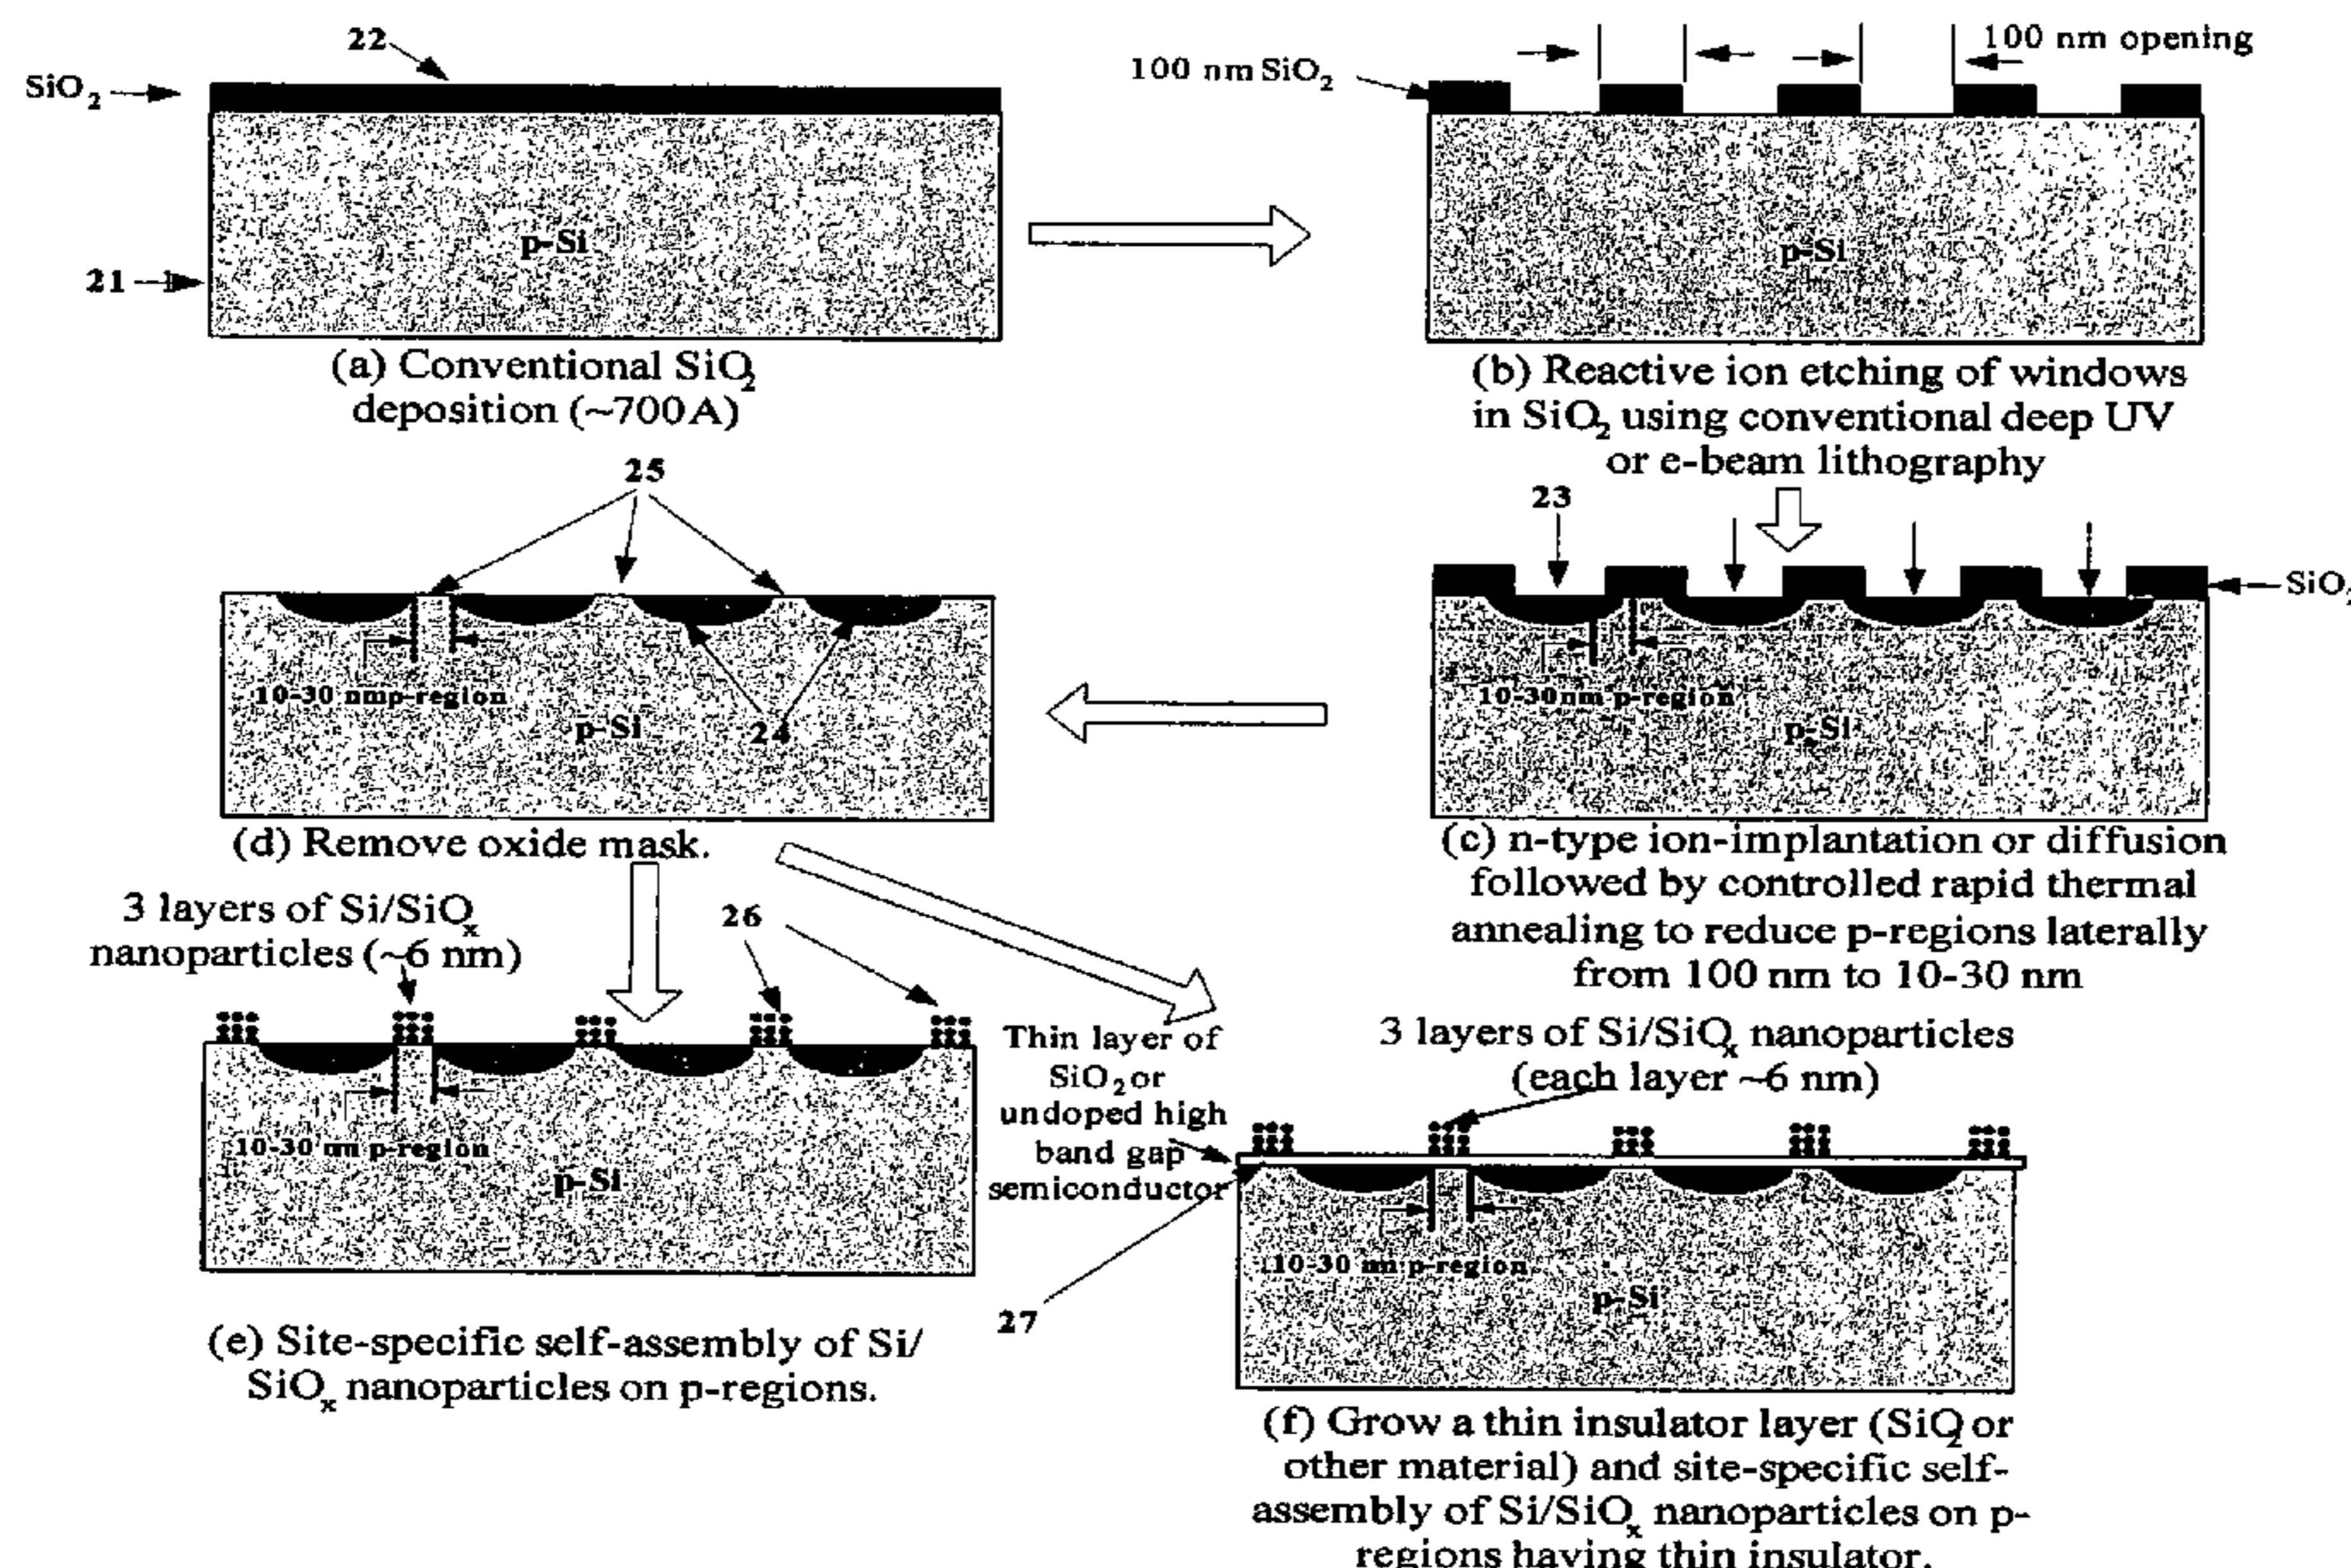 22
SiO2
p-Si
21
(a) Conventional SiO2
deposition (~700A)
100 nm SiO2
100 nm opening
p-Si
(b) Reactive ion etching of windows
in SiO2 using conventional deep UV
or e-beam lithography
23
SiO2
10-30nm p-region
p-Si
(c) n-type ion-implantation or diffusion
followed by controlled rapid thermal
annealing to reduce p-regions laterally
from 100 nm to 10-30 nm
25
10-30 nmp-region
p-Si
24
(d) Remove oxide mask.
3 layers of Si/SiOx
nanoparticles (~6 nm)
26
10-30 nm p-region
p-Si
(e) Site-specific self-assembly of Si/
SiOx nanoparticles on p-regions.
Thin layer of
SiO2 or
undoped high
band gap
semiconductor
27
3 layers of Si/SiOx nanoparticles
(each layer ~6 nm)
10-30 nm p-region
p-Si
(f) Grow a thin insulator layer (SiO2 or
other material) and site-specific self-
assembly of Si/SiOx nanoparticles on p-
regions having thin insulator.